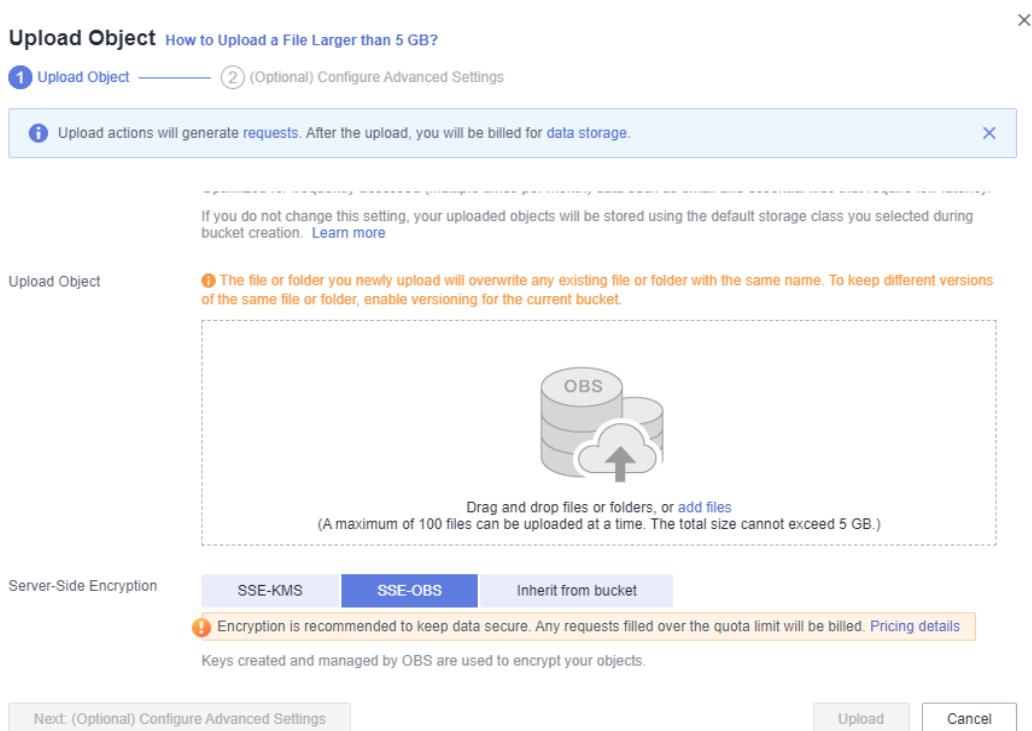 Upload Object How to Upload a File Larger than 5 GB?
1 Upload Object 2 (Optional) Configure Advanced Settings
Upload actions will generate requests. After the upload, you will be billed for data storage.
If you do not change this setting, your uploaded objects will be stored using the default storage class you selected during
bucket creation. Learn more
Upload Object
The file or folder you newly upload will overwrite any existing file or folder with the same name. To keep different versions
of the same file or folder, enable versioning for the current bucket.
OBS
Drag and drop files or folders, or add files
(A maximum of 100 files can be uploaded at a time. The total size cannot exceed 5 GB.)
Server-Side Encryption
SSE-KMS SSE-OBS Inherit from bucket
Encryption is recommended to keep data secure. Any requests filled over the quota limit will be billed. Pricing details
Keys created and managed by OBS are used to encrypt your objects.
Next: (Optional) Configure Advanced Settings Upload Cancel